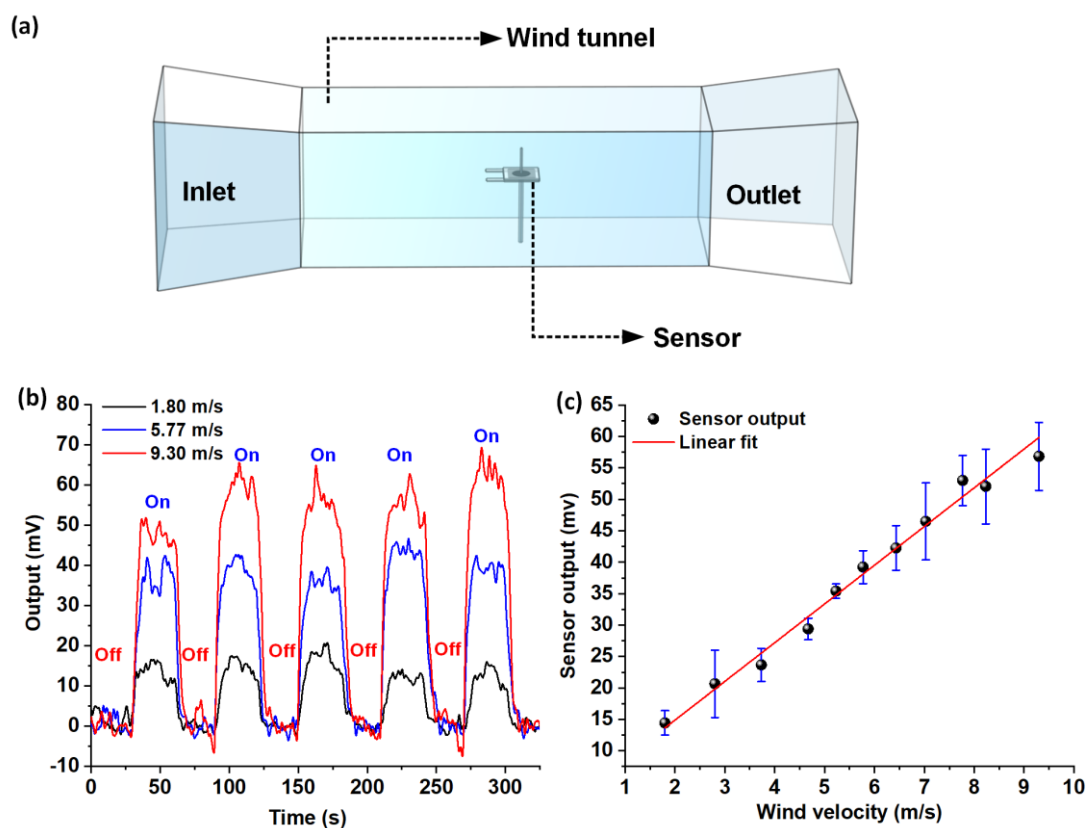 (a)
Wind tunnel
Inlet
Outlet
Sensor
(b)
80
70
60
50
40
30
20
10
0
-10
Output (mV)
1.80 m/s
5.77 m/s
9.30 m/s
On
On
On
On
On
Off
Off
Off
Off
Off
0
50
100
150
200
250
300
Time (s)
(c)
65
60
55
50
45
40
35
30
25
20
15
10
Sensor output (mv)
Sensor output
Linear fit
1
2
3
4
5
6
7
8
9
10
Wind velocity (m/s)